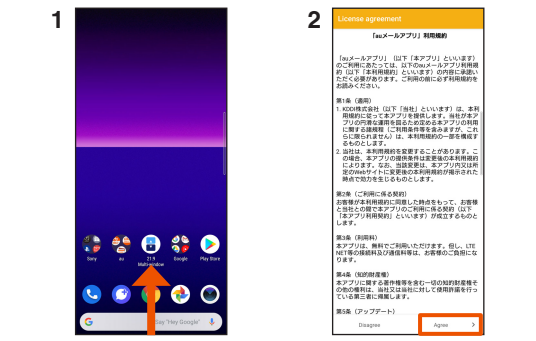 1
Sony
au
21:9
Multi-window
Google
Play Store
G
Say "Hey Google"
2
License agreement
「auメールアプリ」利用規約
「auメールアプリ」（以下「本アプリ」といいます）
のご利用にあたっては、以下のauメールアプリ利用規
約（以下「本利用規約」といいます）の内容に承諾い
ただく必要があります。ご利用の前に必ず利用規約を
お読みください。
第1条（適用）
1. KDDI株式会社（以下「当社」といいます）は、本利
用規約に従って本アプリを提供します。当社が本ア
プリの円滑な運用を図るため定める本アプリの利用
に関する諸規程（ご利用条件等を含みますが、これ
らに限られません）は、本利用規約の一部を構成す
るものとします。
2. 当社は、本利用規約を変更することがあります。こ
の場合、本アプリの提供条件は変更後の本利用規約
によります。なお、当該変更は、本アプリ内又は所
定のWebサイトに変更後の本利用規約が掲示された
時点で効力を生じるものとします。
第2条（ご利用に係る契約）
お客様が本利用規約に同意した時点をもって、お客様
と当社との間で本アプリのご利用に係る契約（以下
「本アプリ利用契約」といいます）が成立するものと
します。
第3条（利用料）
本アプリは、無料でご利用いただけます。但し、LTE
NET等の接続料及び通信料等は、お客様のご負担にな
ります。
第4条（知的財産権）
本アプリに関する著作権等を含む一切の知的財産権そ
の他の権利は、当社又は当社に対して使用許諾を行っ
ている第三者に帰属します。
第5条（アップデート）
Disagree
Agree